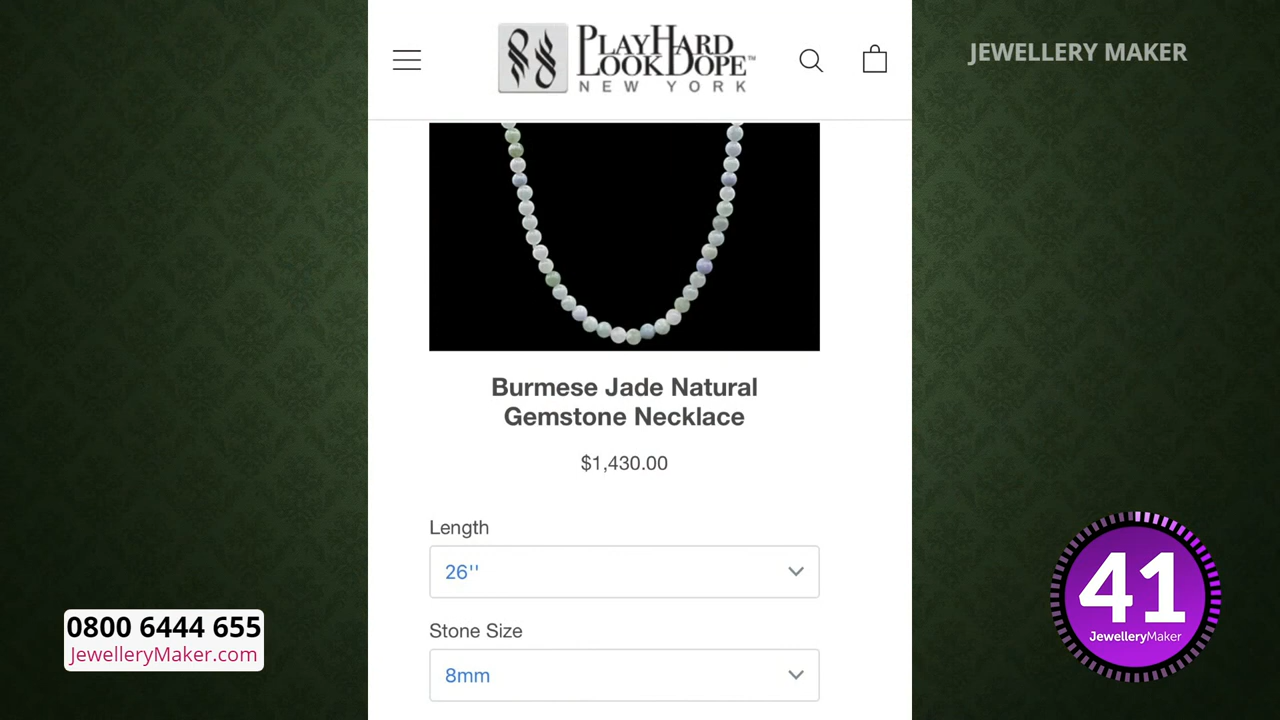 PLAYHARD
LOOKDOPE™
NEW YORK
JEWELLERY MAKER
Burmese Jade Natural
Gemstone Necklace
$1,430.00
Length
26''
Stone Size
8mm
0800 6444 655
JewelleryMaker.com
41
JewelleryMaker